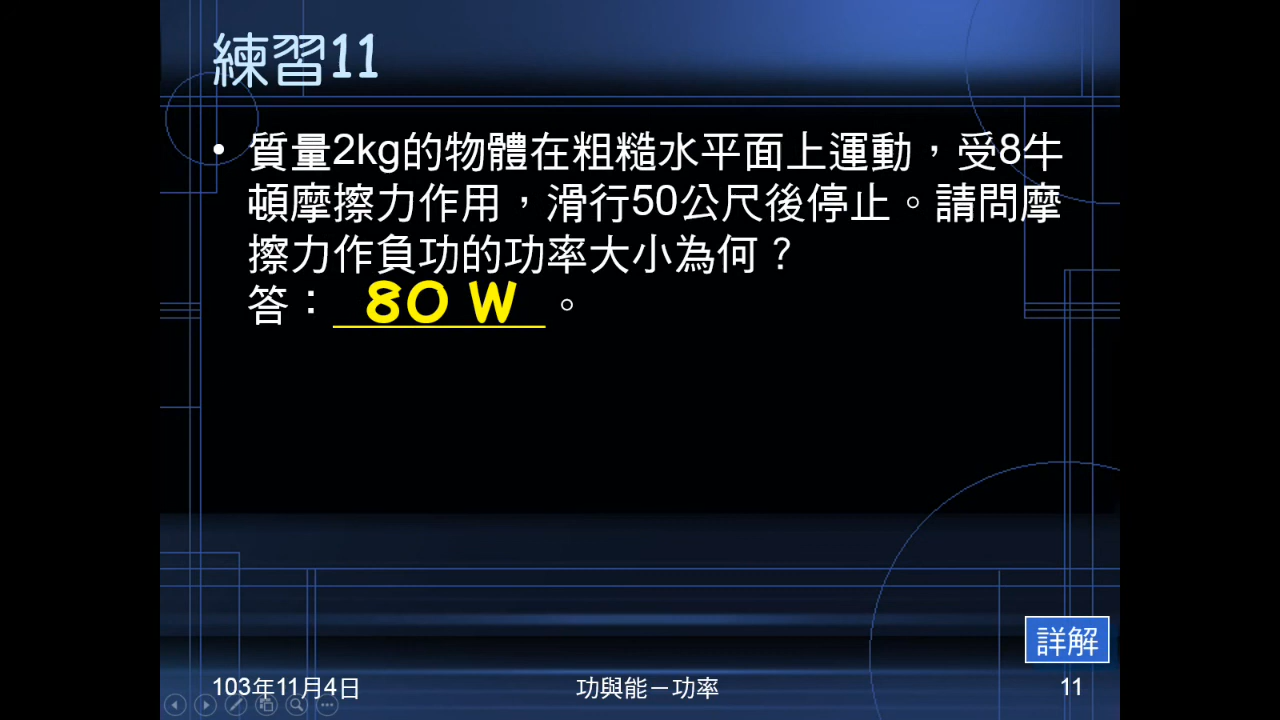 練習11
• 質量2kg的物體在粗糙水平面上運動，受8牛
頓摩擦力作用，滑行50公尺後停止。請問摩
擦力作負功的功率大小為何？
答：80 W。
詳解
103年11月4日
功與能－功率
11